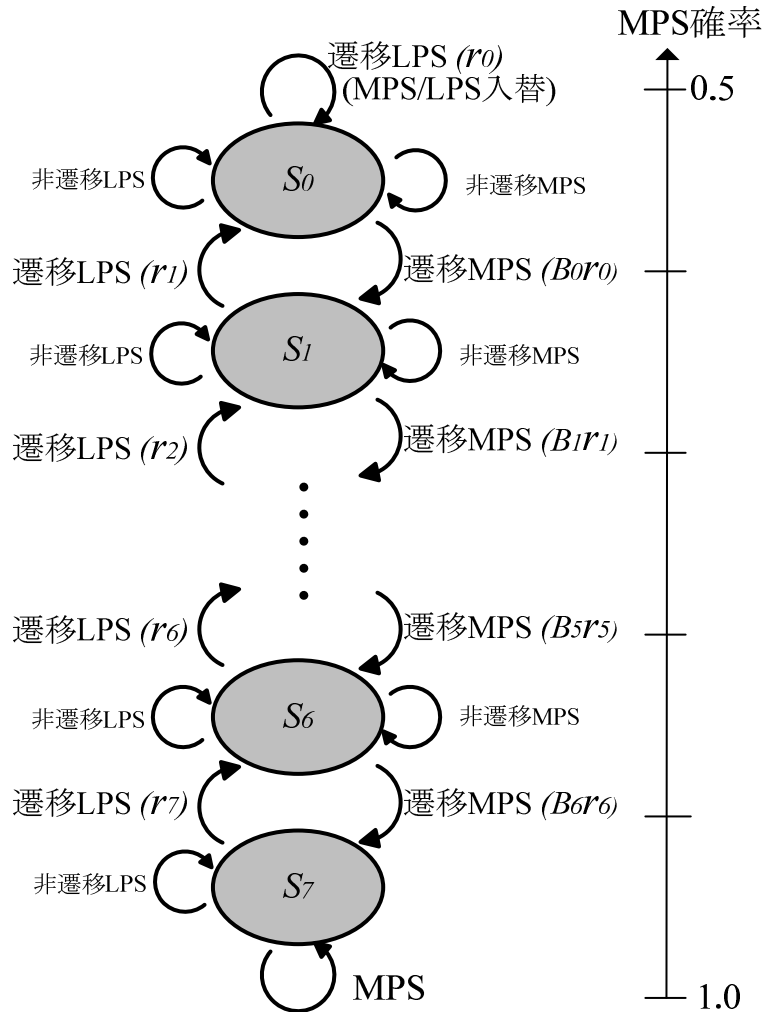 MPS確率
遷移LPS (r0)
(MPS/LPS入替)
0.5
非遷移LPS
S0
非遷移MPS
遷移LPS (r1)
遷移MPS (B0r0)
非遷移LPS
S1
非遷移MPS
遷移LPS (r2)
遷移MPS (B1r1)
遷移LPS (r6)
遷移MPS (B5r5)
非遷移LPS
S6
非遷移MPS
遷移LPS (r7)
遷移MPS (B6r6)
非遷移LPS
S7
MPS
1.0